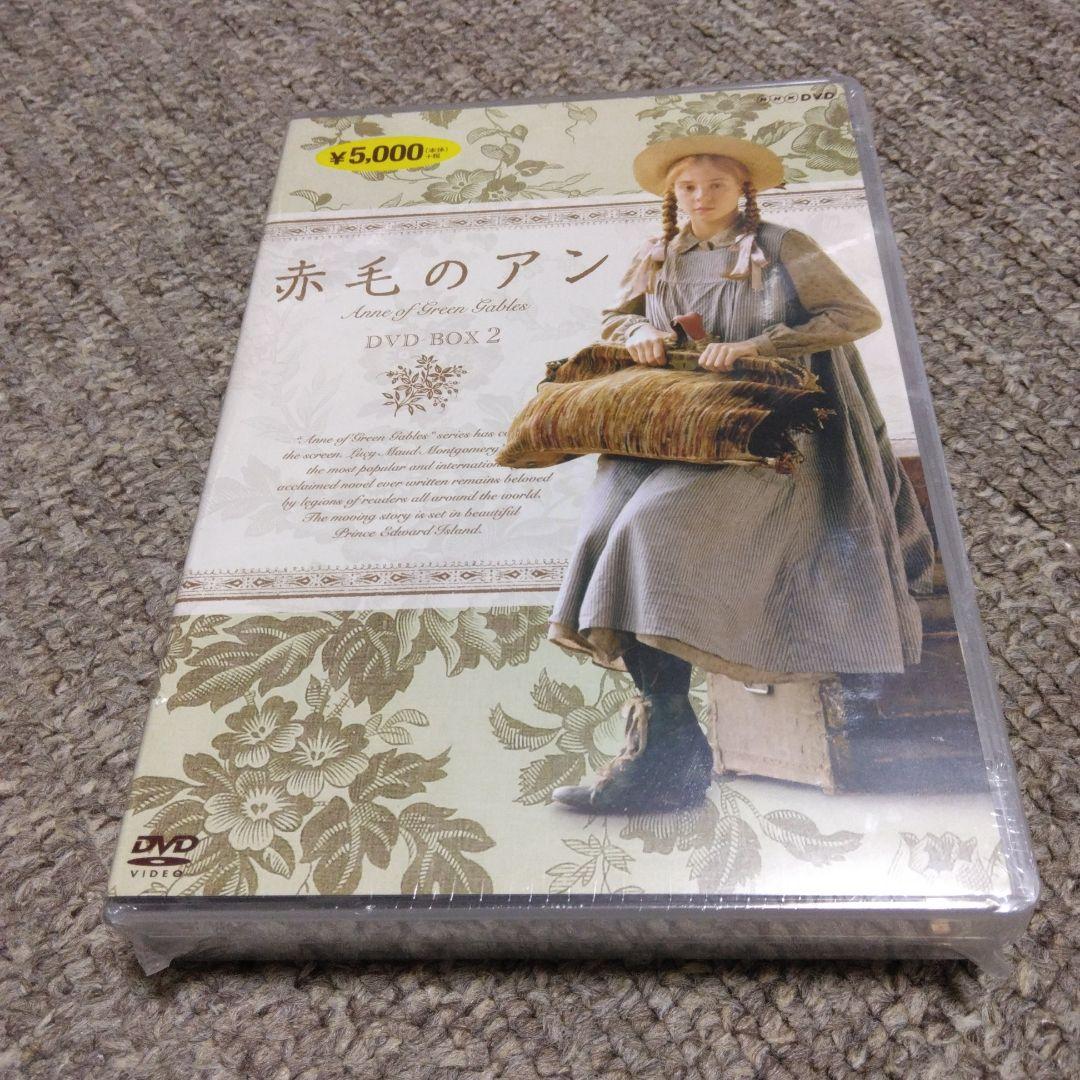 NHK DVD
¥5,000(本体)+税
赤毛のアン
Anne of Green Gables
DVD BOX 2
"Anne of Green Gables" series has
the screen. Lucy Maud Montgomery
the most popular and
acclaimed novel ever written remains beloved
by legions of readers all around the world.
The moving story is set in beautiful
Prince Edward Island.
DVD
VIDEO